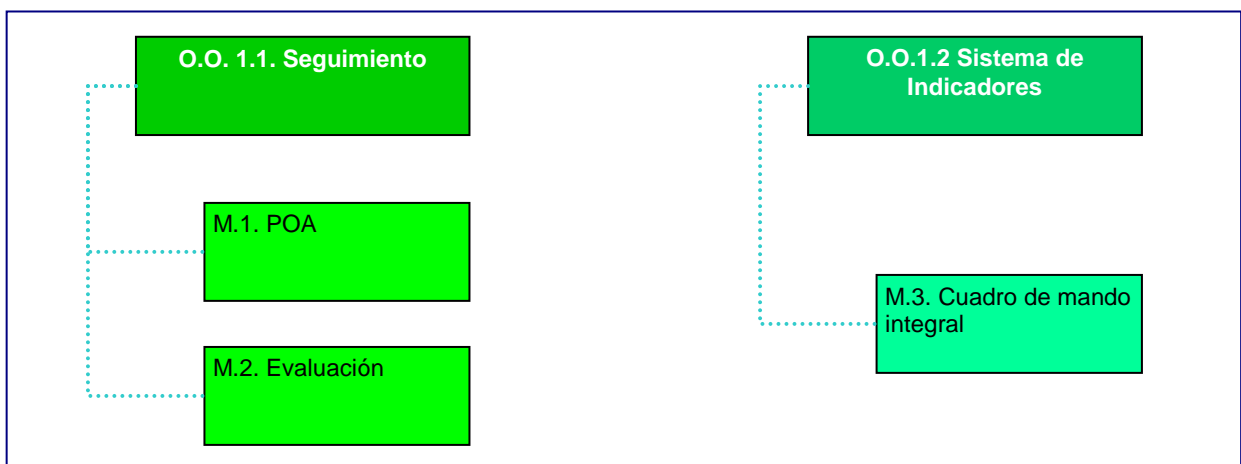 O.O. 1.1. Seguimiento
M.1. POA
M.2. Evaluación
O.O.1.2 Sistema de
Indicadores
M.3. Cuadro de mando
integral